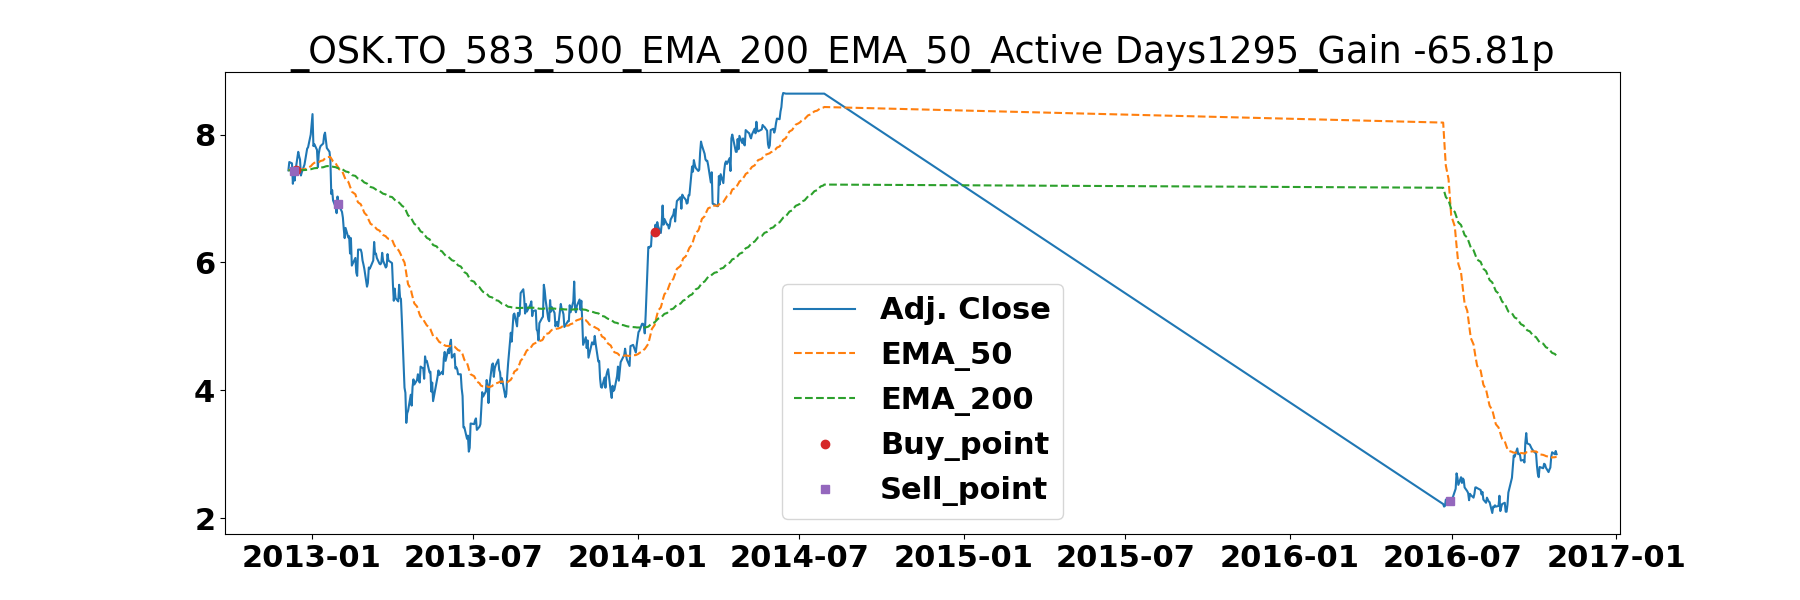 _OSK.TO_583_500_EMA_200_EMA_50_Active Days1295_Gain -65.81p
8
6
4
2
Adj. Close
EMA_50
EMA_200
Buy_point
Sell_point
2013-01 2013-07 2014-01 2014-07 2015-01 2015-07 2016-01 2016-07 2017-01